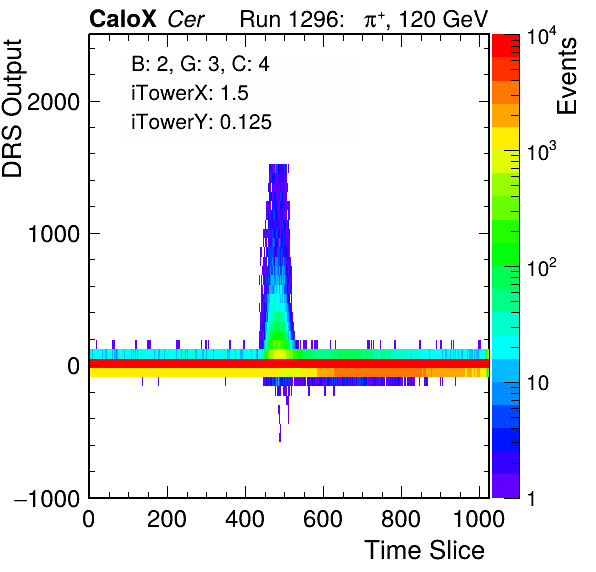 CaloX Cer Run 1296: π⁺, 120 GeV
B: 2, G: 3, C: 4
iTowerX: 1.5
iTowerY: 0.125
DRS Output
2000
1000
0
−1000
0 200 400 600 800 1000
Time Slice
Events
10⁴
10³
10²
10
1